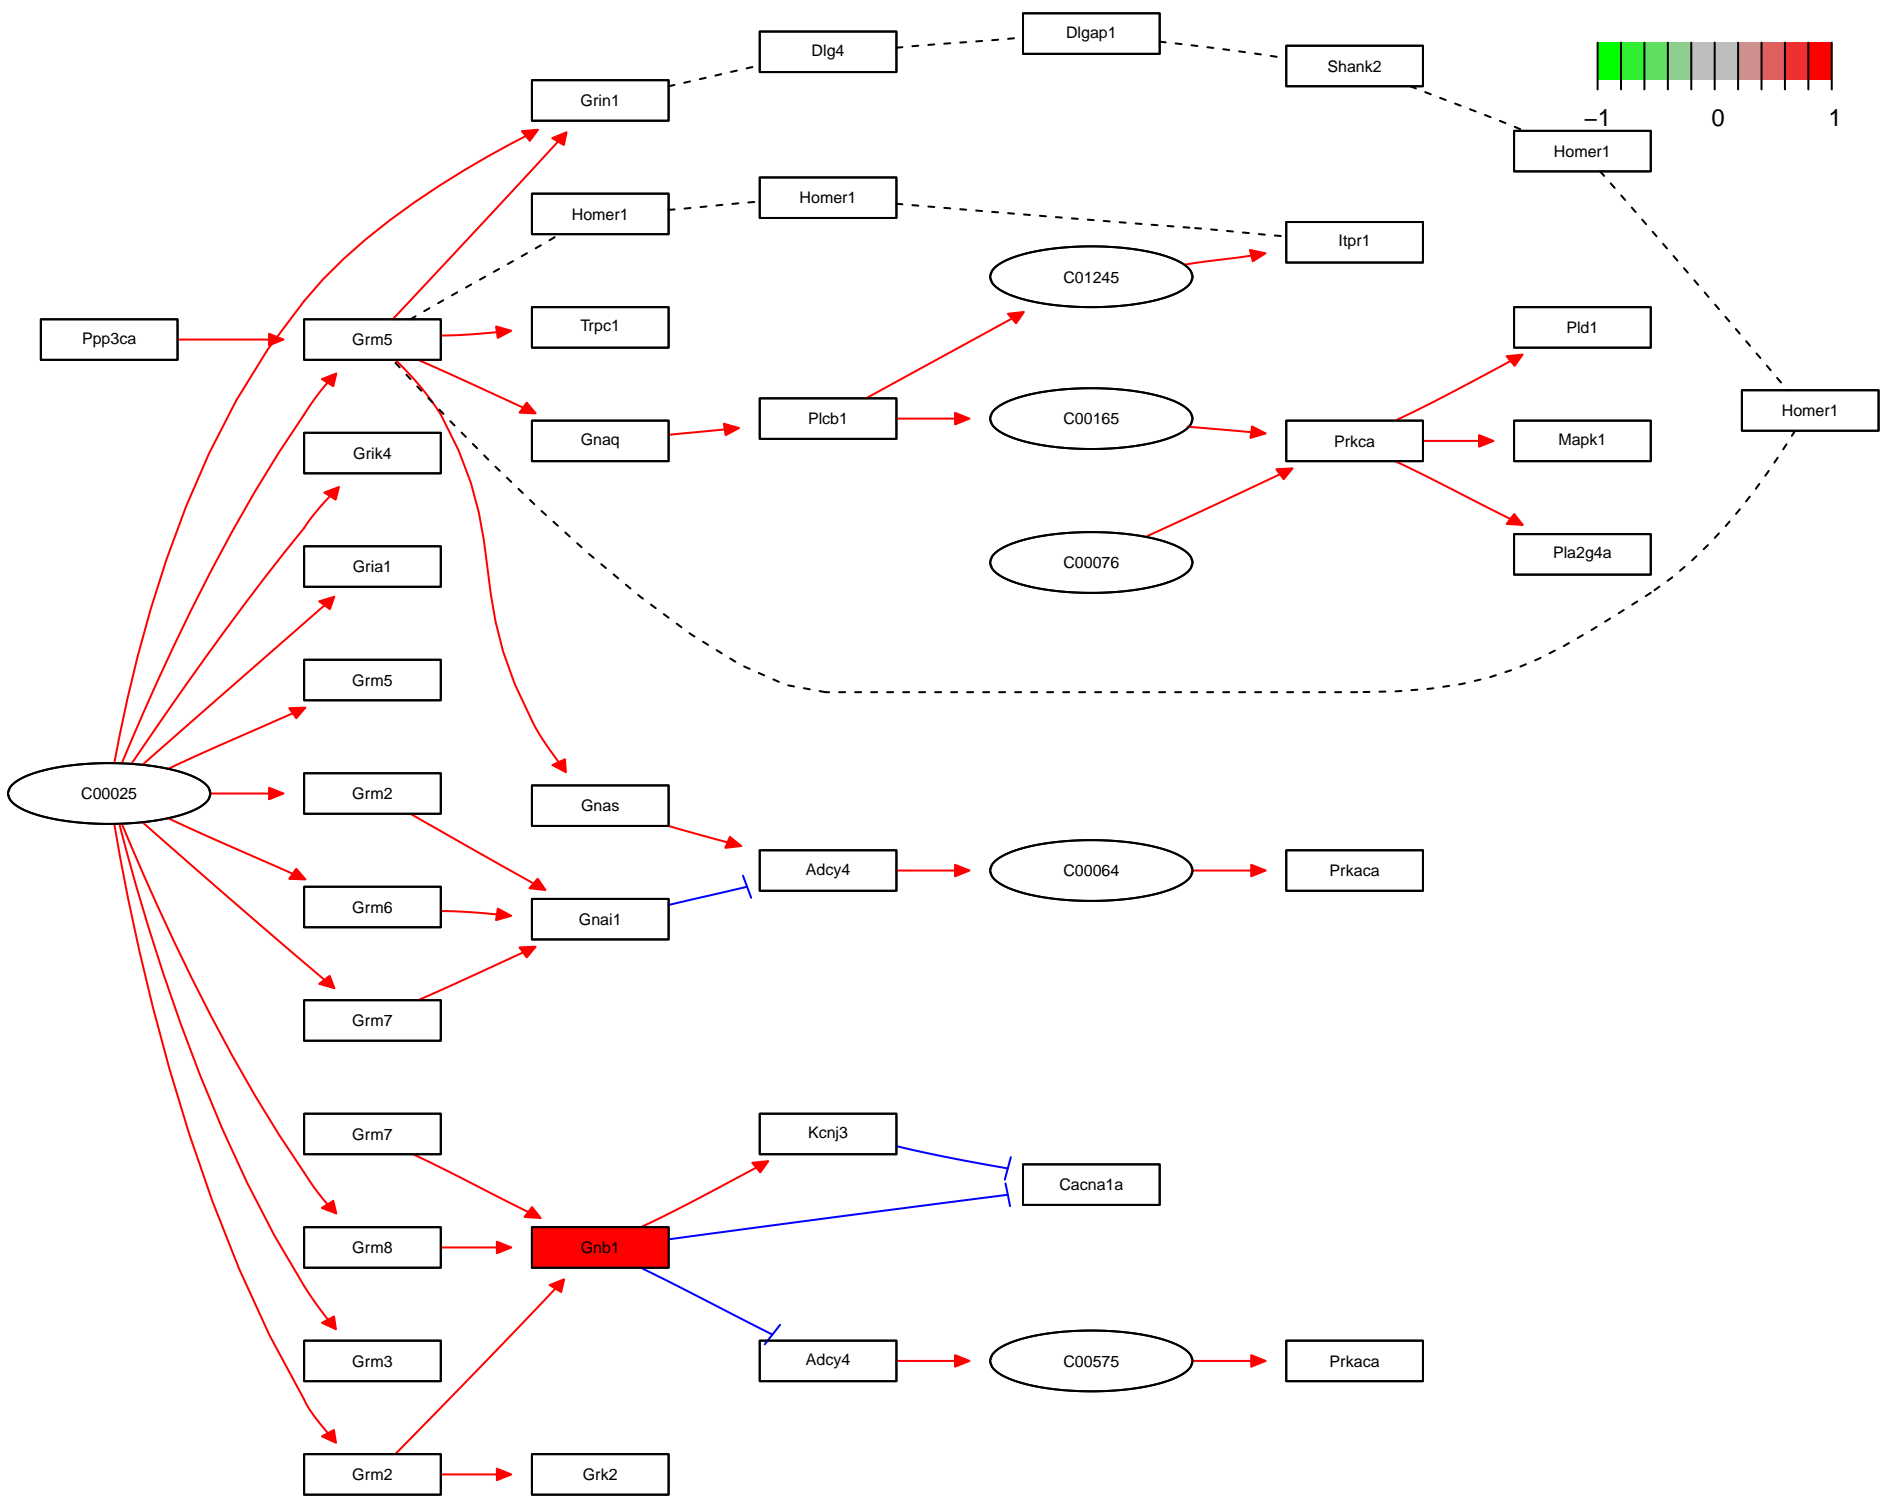 Dlgap1
Dlg4
Shank2
Grin1
−1
0
1
Homer1
Homer1
Homer1
Itpr1
C01245
Ppp3ca
Grm5
Trpc1
Pld1
Plcb1
C00165
Homer1
Gnaq
Prkca
Mapk1
Grik4
Gria1
C00076
Pla2g4a
Grm5
C00025
Grm2
Gnas
Adcy4
C00064
Prkaca
Grm6
Gnai1
Grm7
Grm7
Kcnj3
Cacna1a
Grm8
Gnb1
Grm3
Adcy4
C00575
Prkaca
Grm2
Grk2